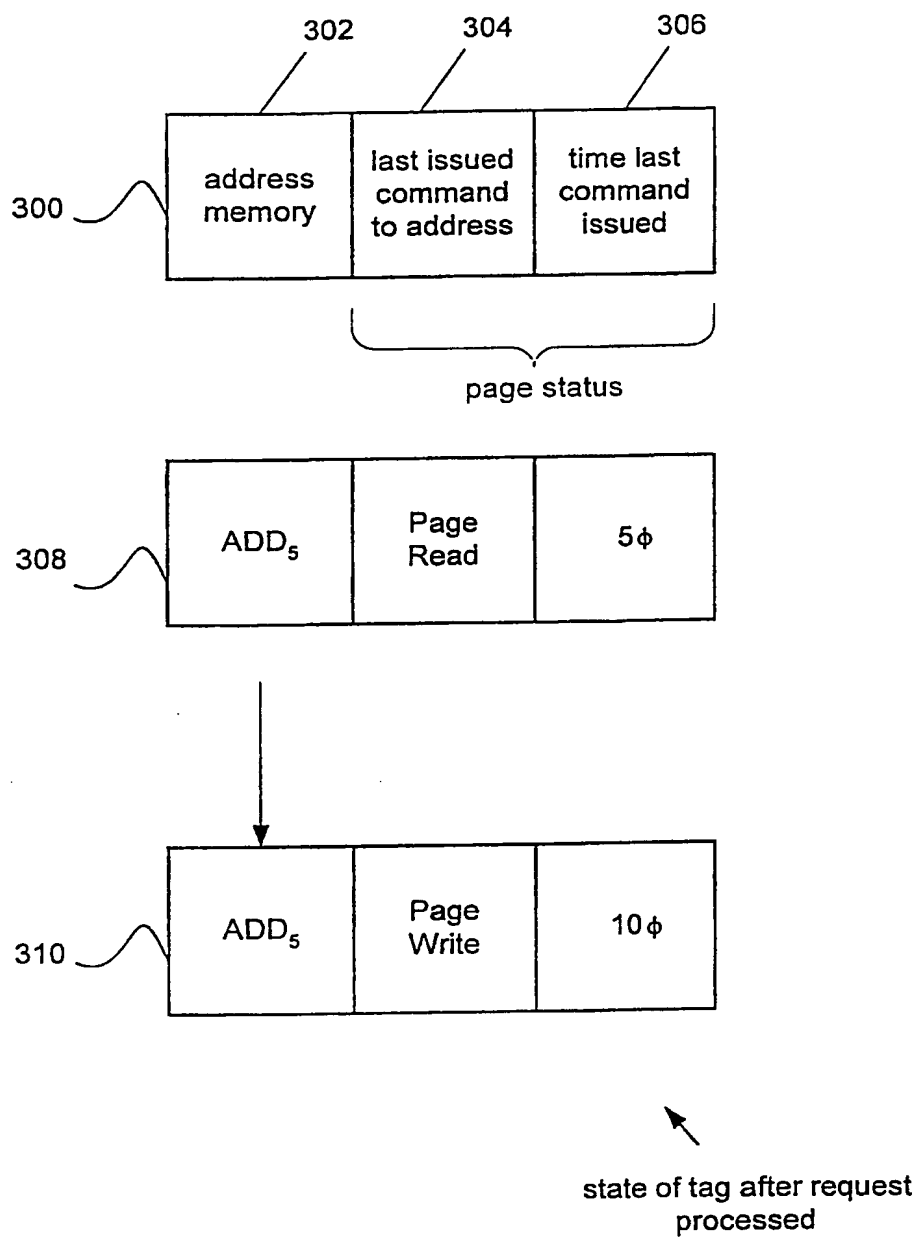 302
304
306
300
address
memory
last issued
command
to address
time last
command
issued
page status
308
ADD₅
Page
Read
5ϕ
310
ADD₅
Page
Write
10ϕ
state of tag after request
processed